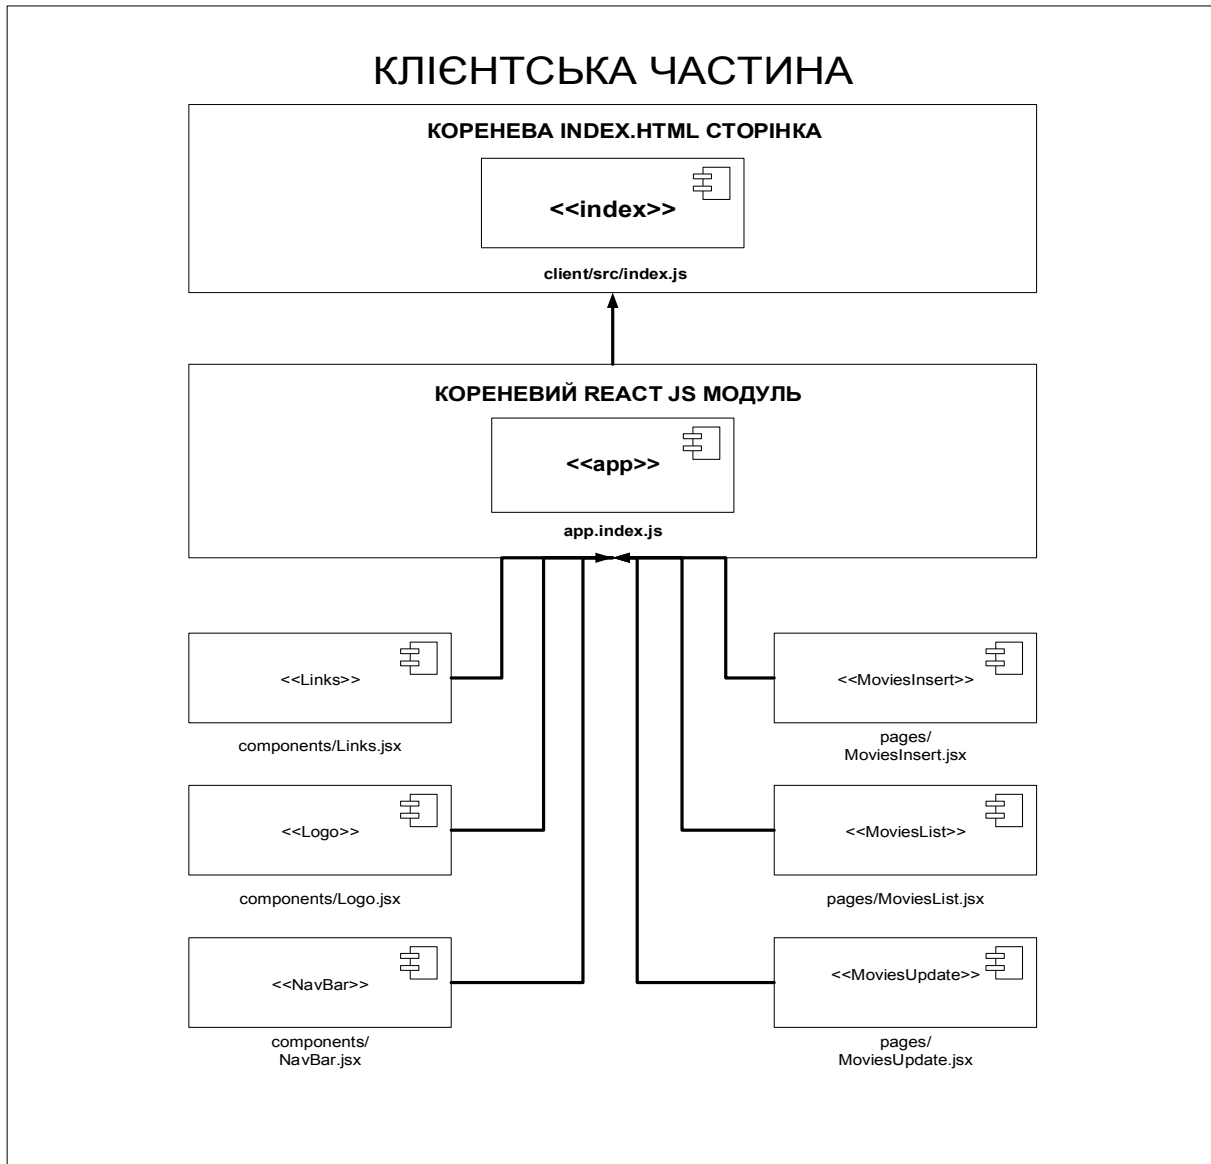 КЛІЄНТСЬКА ЧАСТИНА
КОРЕНЕВА INDEX.HTML СТОРІНКА
<<index>>
client/src/index.js
КОРЕНЕВИЙ REACT JS МОДУЛЬ
<<app>>
app.index.js
<<Links>>
components/Links.jsx
<<Logo>>
components/Logo.jsx
<<NavBar>>
components/
NavBar.jsx
<<MoviesInsert>>
pages/
MoviesInsert.jsx
<<MoviesList>>
pages/MoviesList.jsx
<<MoviesUpdate>>
pages/
MoviesUpdate.jsx